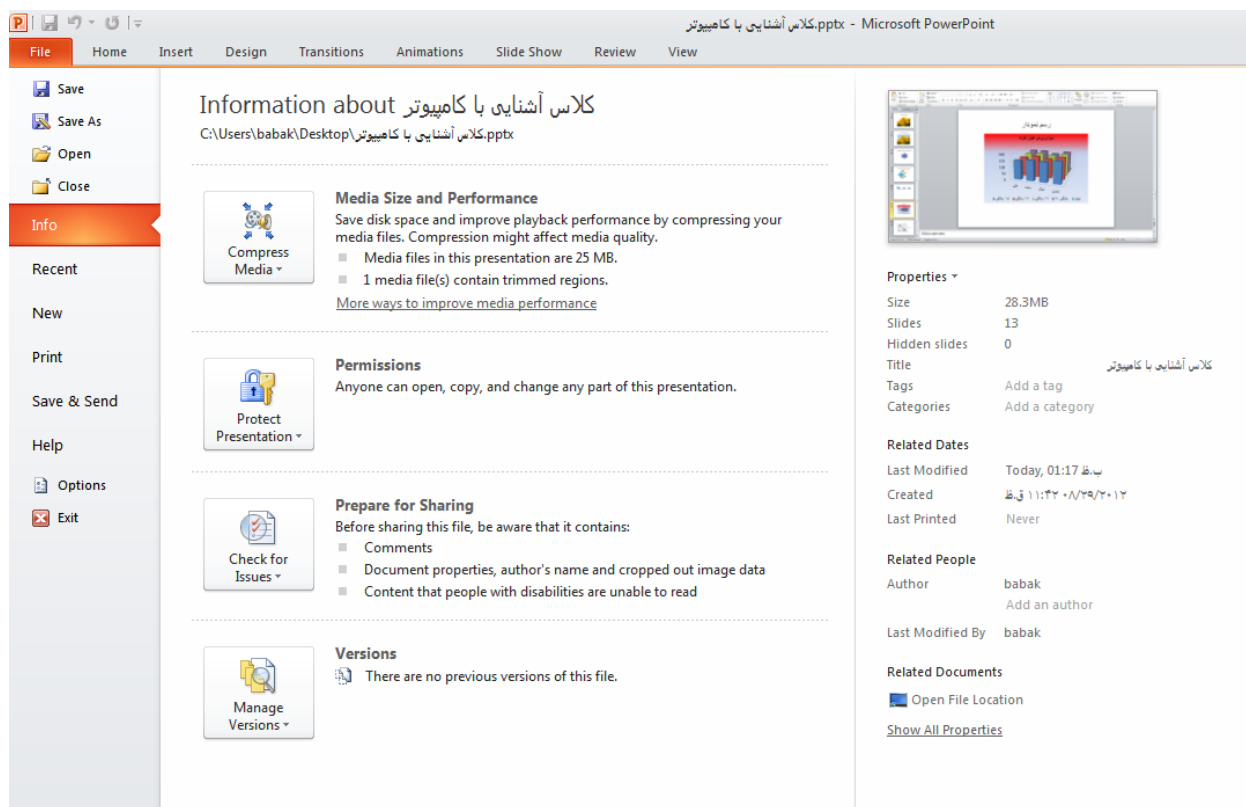 کلاس آشنایی با کامپیوتر.pptx - Microsoft PowerPoint
File Home Insert Design Transitions Animations Slide Show Review View
Save
Save As
Open
Close
Info
Recent
New
Print
Save & Send
Help
Options
Exit
Information about کلاس آشنایی با کامپیوتر
C:\Users\babak\Desktop\کلاس آشنایی با کامپیوتر.pptx
Compress
Media
Media Size and Performance
Save disk space and improve playback performance by compressing your
media files. Compression might affect media quality.
Media files in this presentation are 25 MB.
1 media file(s) contain trimmed regions.
More ways to improve media performance
Protect
Presentation
Permissions
Anyone can open, copy, and change any part of this presentation.
Check for
Issues
Prepare for Sharing
Before sharing this file, be aware that it contains:
Comments
Document properties, author's name and cropped out image data
Content that people with disabilities are unable to read
Manage
Versions
Versions
There are no previous versions of this file.
رسم نمودار
Properties
Size 28.3MB
Slides 13
Hidden slides 0
Title کلاس آشنایی با کامپیوتر
Tags Add a tag
Categories Add a category
Related Dates
Last Modified Today, 01:17 ب.ظ
Created ۰۸/۲۹/۲۰۱۲ ۱۱:۴۲ ق.ظ
Last Printed Never
Related People
Author babak
Add an author
Last Modified By babak
Related Documents
Open File Location
Show All Properties